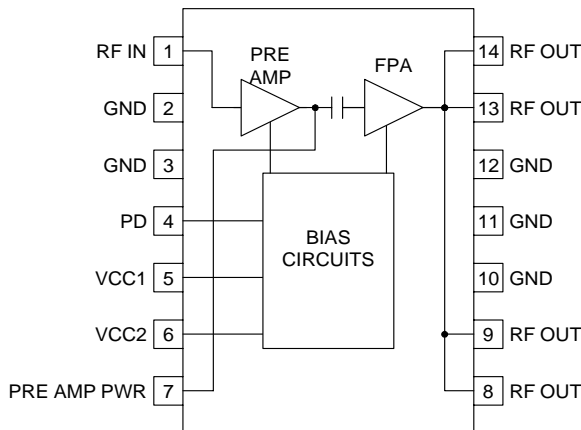 RF IN 1
GND 2
GND 3
PD 4
VCC1 5
VCC2 6
PRE AMP PWR 7
PRE
AMP
FPA
BIAS
CIRCUITS
14 RF OUT
13 RF OUT
12 GND
11 GND
10 GND
9 RF OUT
8 RF OUT